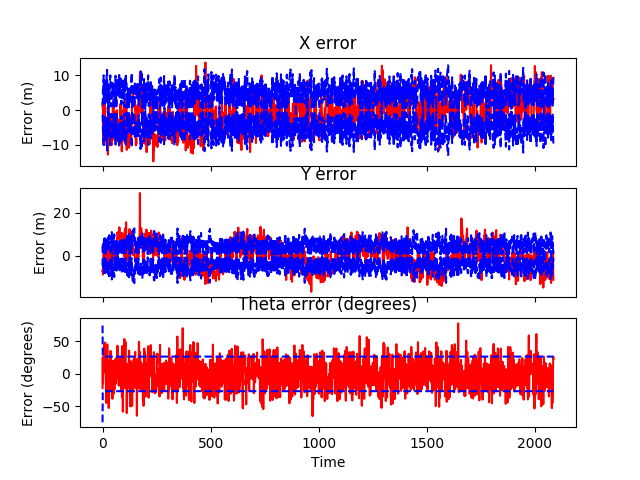 X error
Error (m)
10
0
−10
Y error
Error (m)
20
0
Theta error (degrees)
Error (degrees)
50
0
−50
0
500
1000
1500
2000
Time